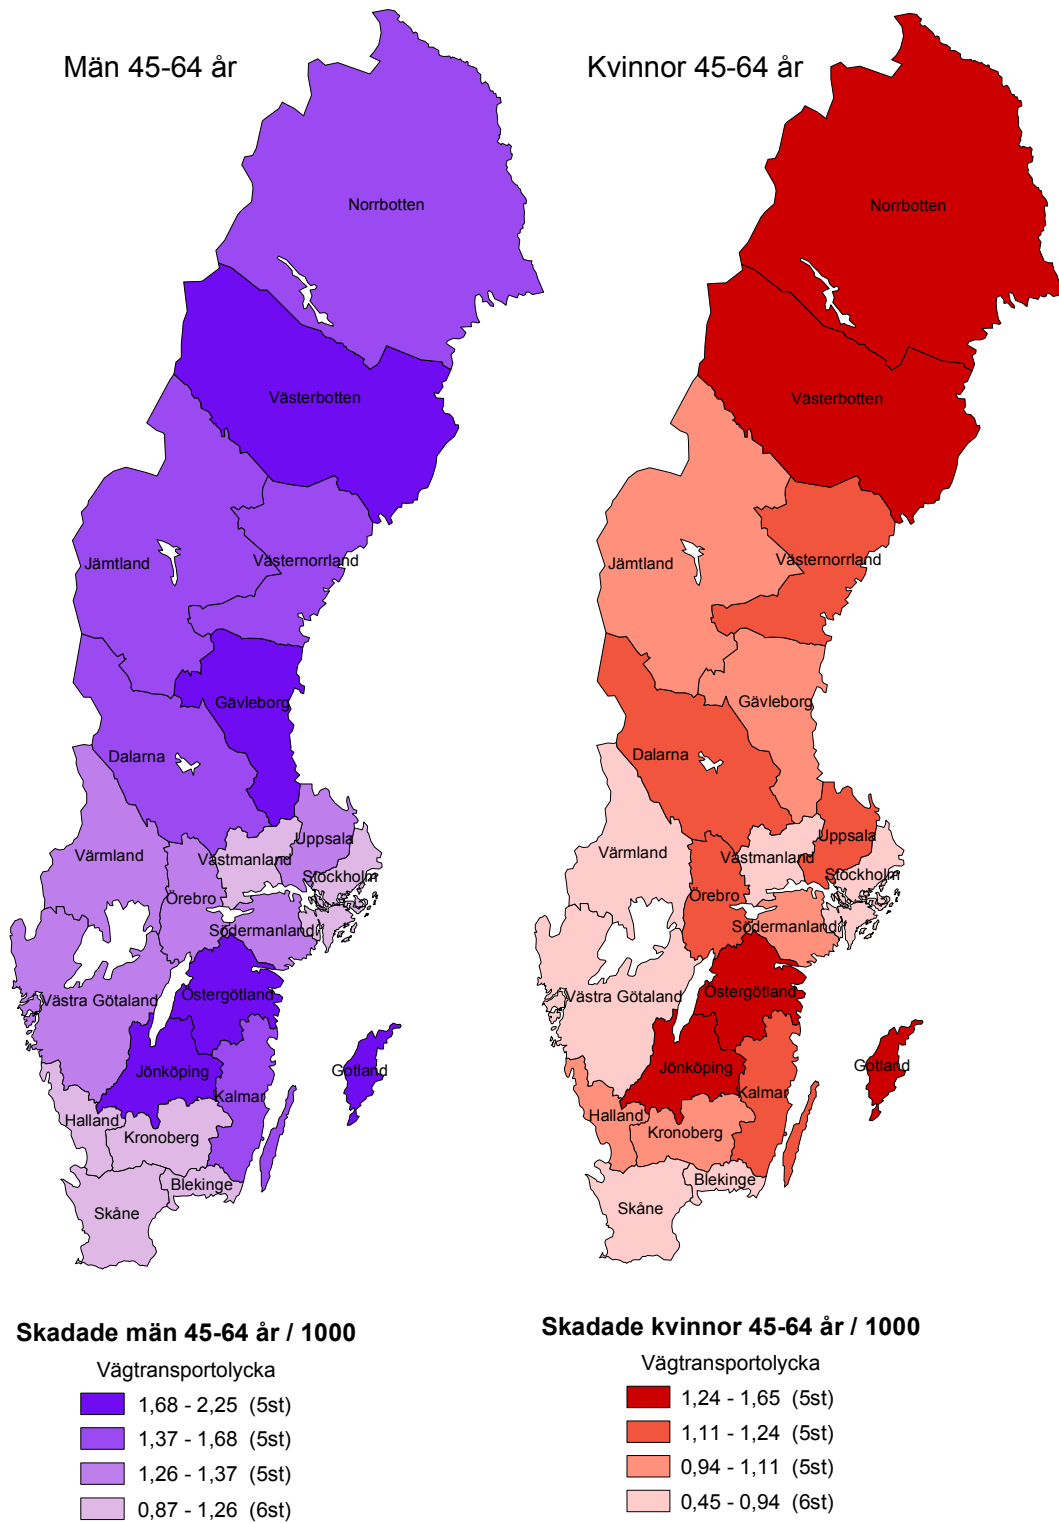 Män 45-64 år
Norrbotten
Västerbotten
Jämtland
Västernorrland
Gävleborg
Dalarna
Uppsala
Värmland
Västmanland
Stockholm
Örebro
Södermanland
Västra Götaland
Östergötland
Jönköping
Gotland
Kalmar
Halland
Kronoberg
Blekinge
Skåne
Skadade män 45-64 år / 1000
Vägtransportolycka
1,68 - 2,25 (5st)
1,37 - 1,68 (5st)
1,26 - 1,37 (5st)
0,87 - 1,26 (6st)
Kvinnor 45-64 år
Norrbotten
Västerbotten
Jämtland
Västernorrland
Gävleborg
Dalarna
Uppsala
Värmland
Västmanland
Stockholm
Örebro
Södermanland
Västra Götaland
Östergötland
Jönköping
Gotland
Kalmar
Halland
Kronoberg
Blekinge
Skåne
Skadade kvinnor 45-64 år / 1000
Vägtransportolycka
1,24 - 1,65 (5st)
1,11 - 1,24 (5st)
0,94 - 1,11 (5st)
0,45 - 0,94 (6st)